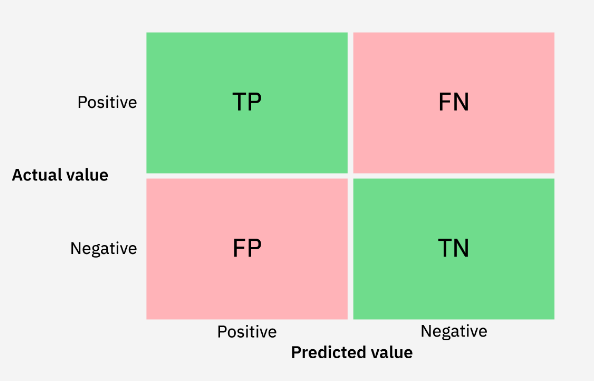 Positive
TP
FN
Actual value
Negative
FP
TN
Positive
Negative
Predicted value